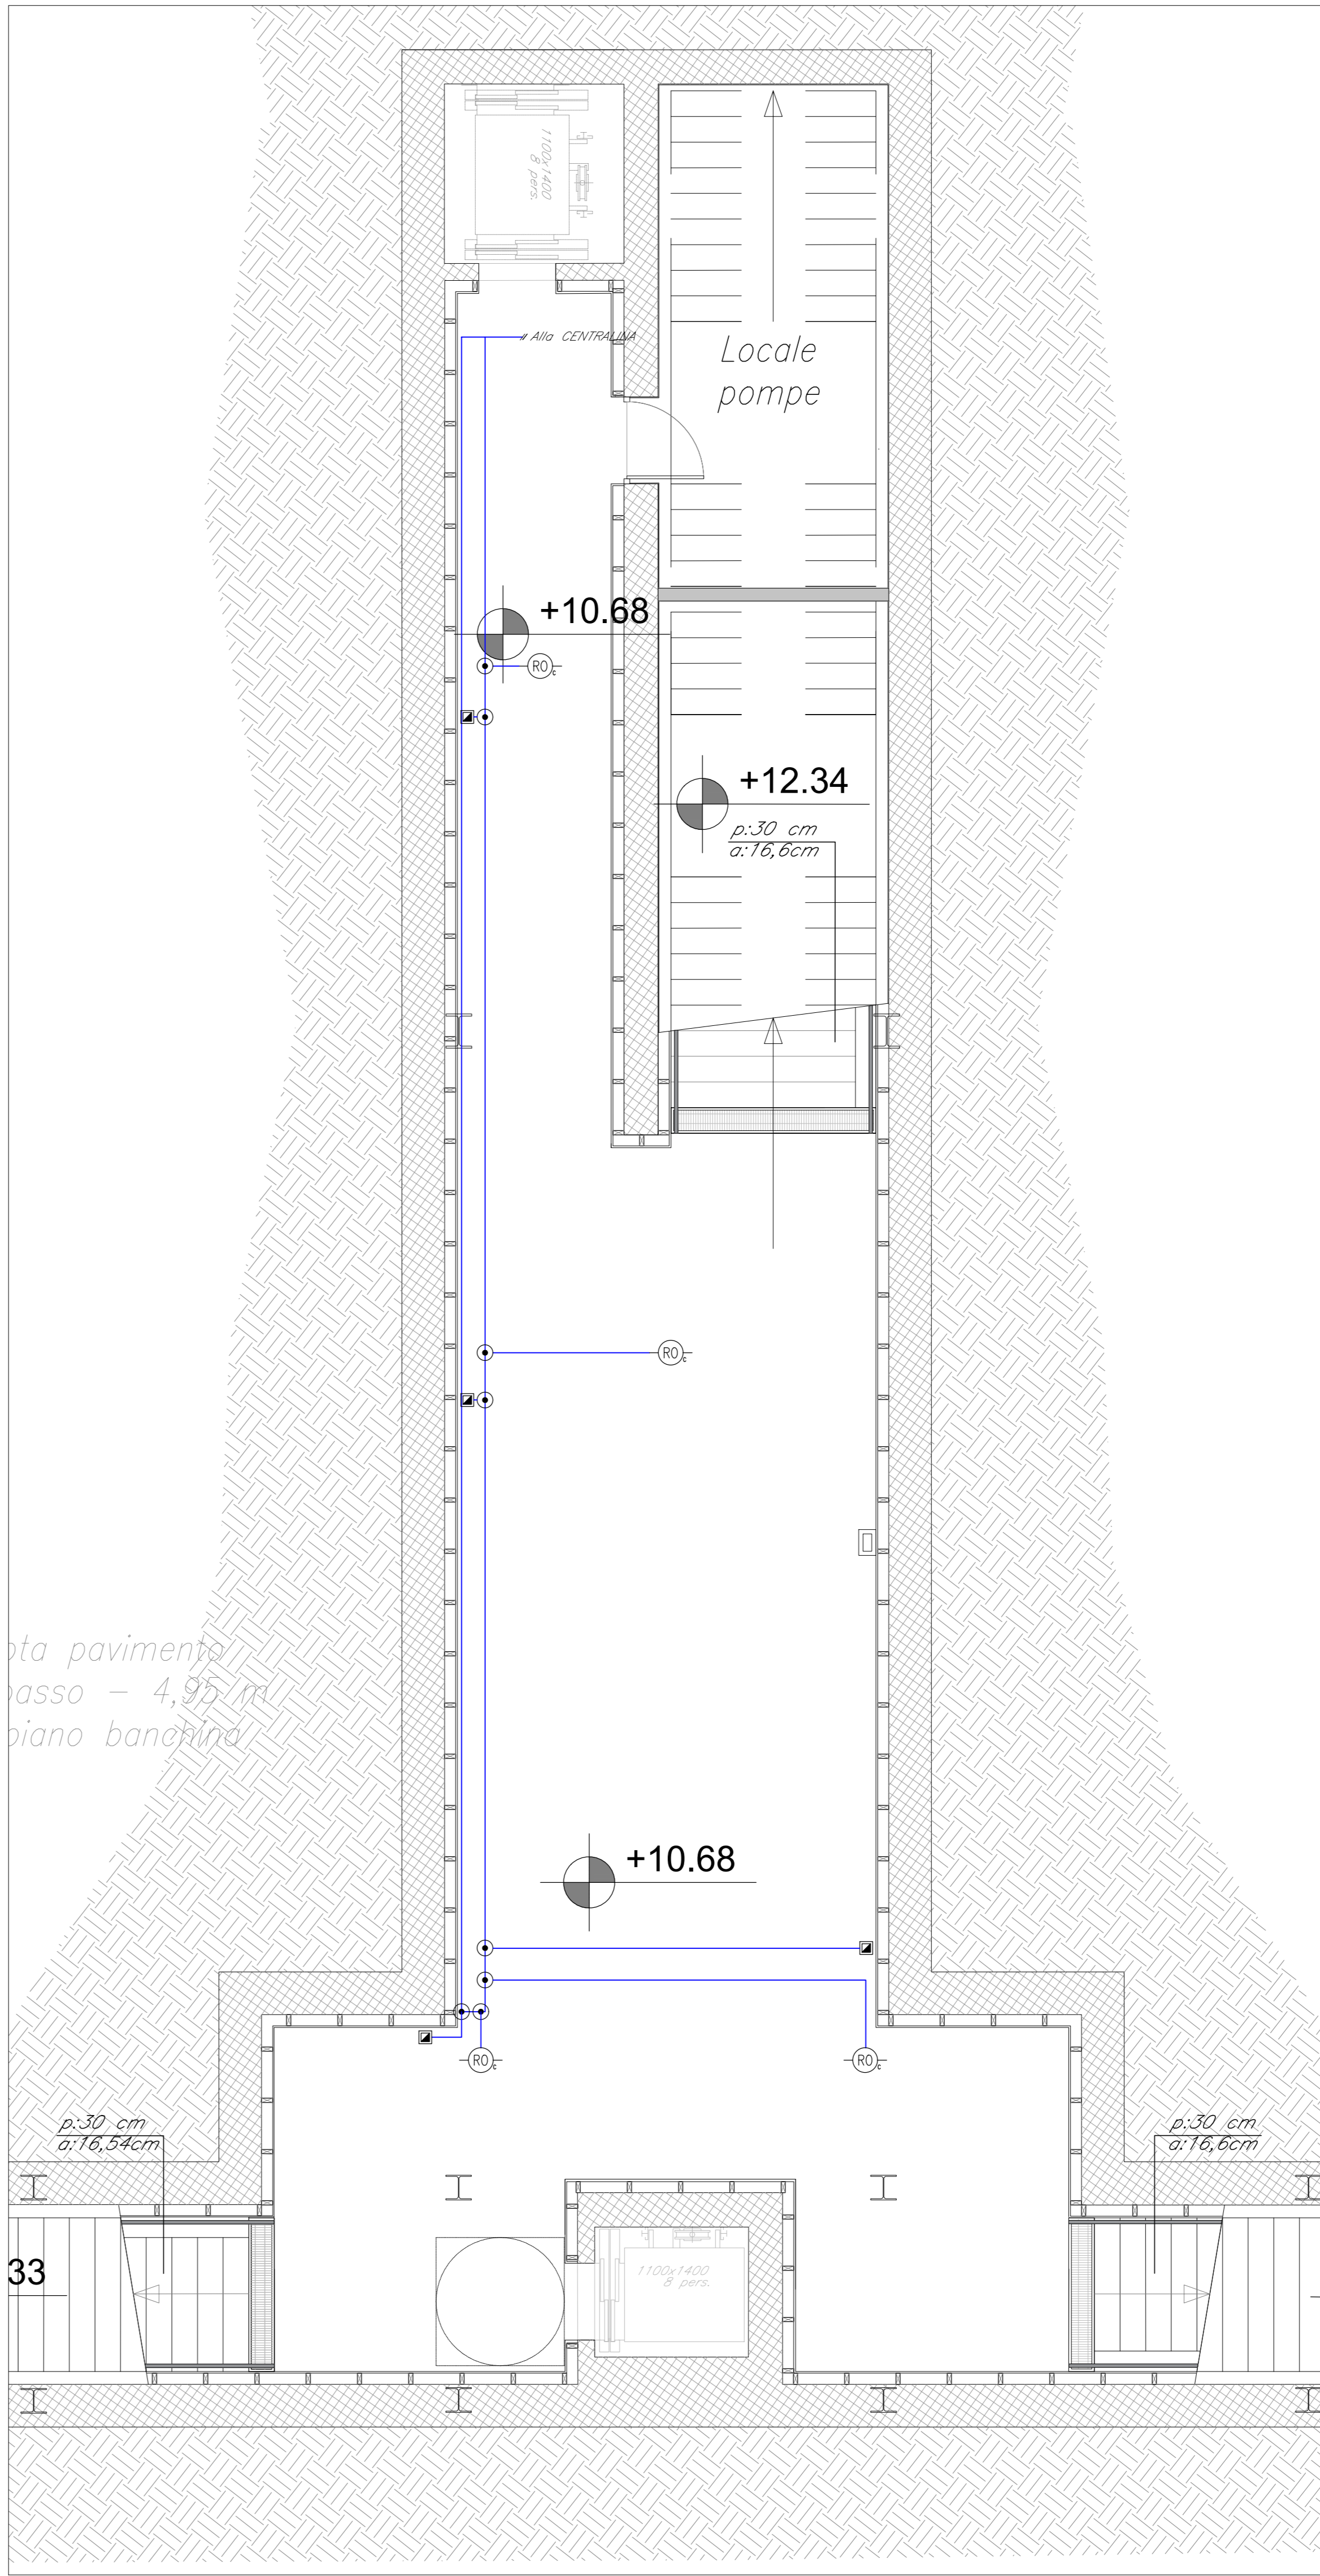 1100x1400
8 pers.
Alla CENTRALINA
Locale
pompe
+10.68
RO
c
+12.34
p:30 cm
a:16,6cm
RO
c
ota pavimento
basso - 4,95 m
piano banchina
+10.68
RO
c
RO
c
p:30 cm
a:16,54cm
p:30 cm
a:16,6cm
33
1100x1400
8 pers.